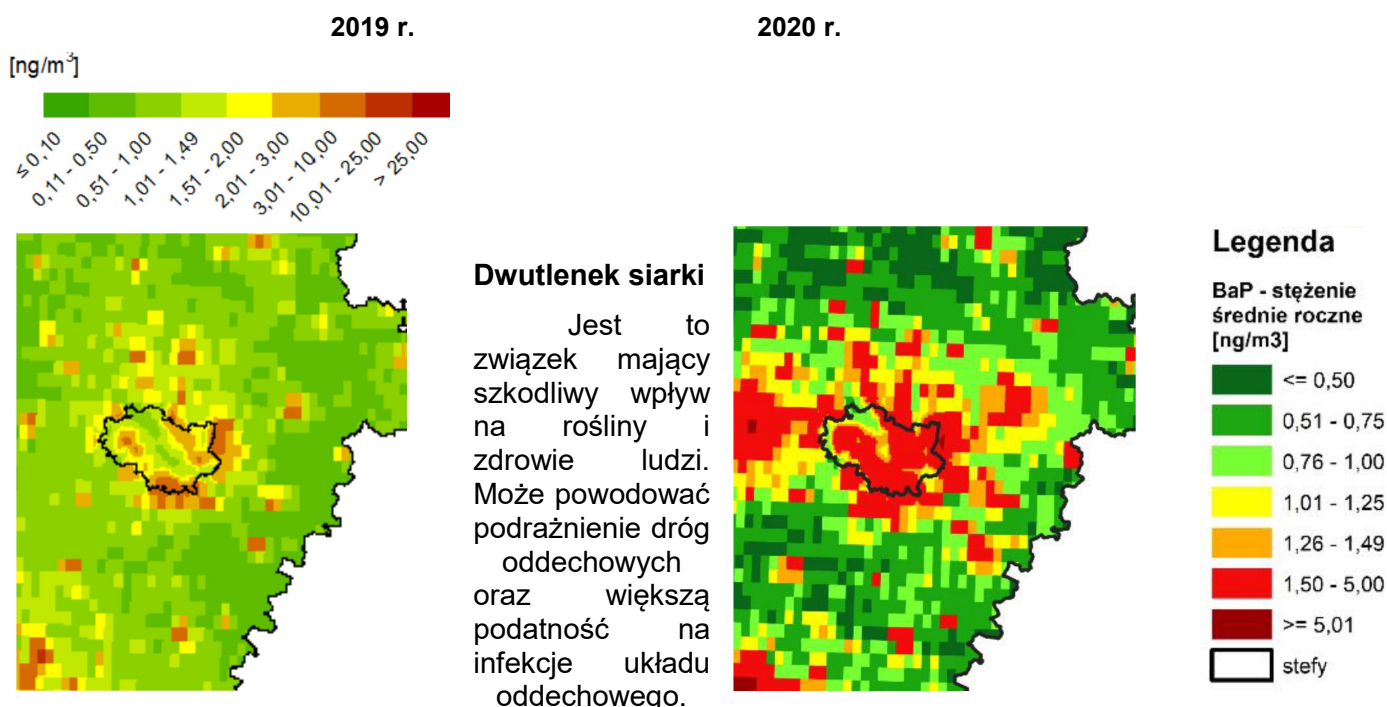 2019 r.
2020 r.
[ng/m³]
≤ 0,10
0,11 - 0,50
0,51 - 1,00
1,01 - 1,49
1,51 - 2,00
2,01 - 3,00
3,01 - 10,00
10,01 - 25,00
> 25,00
Dwutlenek siarki
Jest to
związek mający
szkodliwy wpływ
na rośliny i
zdrowie ludzi.
Może powodować
podrażnienie dróg
oddechowych
oraz większą
podatność na
infekcje układu
oddechowego.
Legenda
BaP - stężenie
średnie roczne
[ng/m3]
<= 0,50
0,51 - 0,75
0,76 - 1,00
1,01 - 1,25
1,26 - 1,49
1,50 - 5,00
>= 5,01
stefy